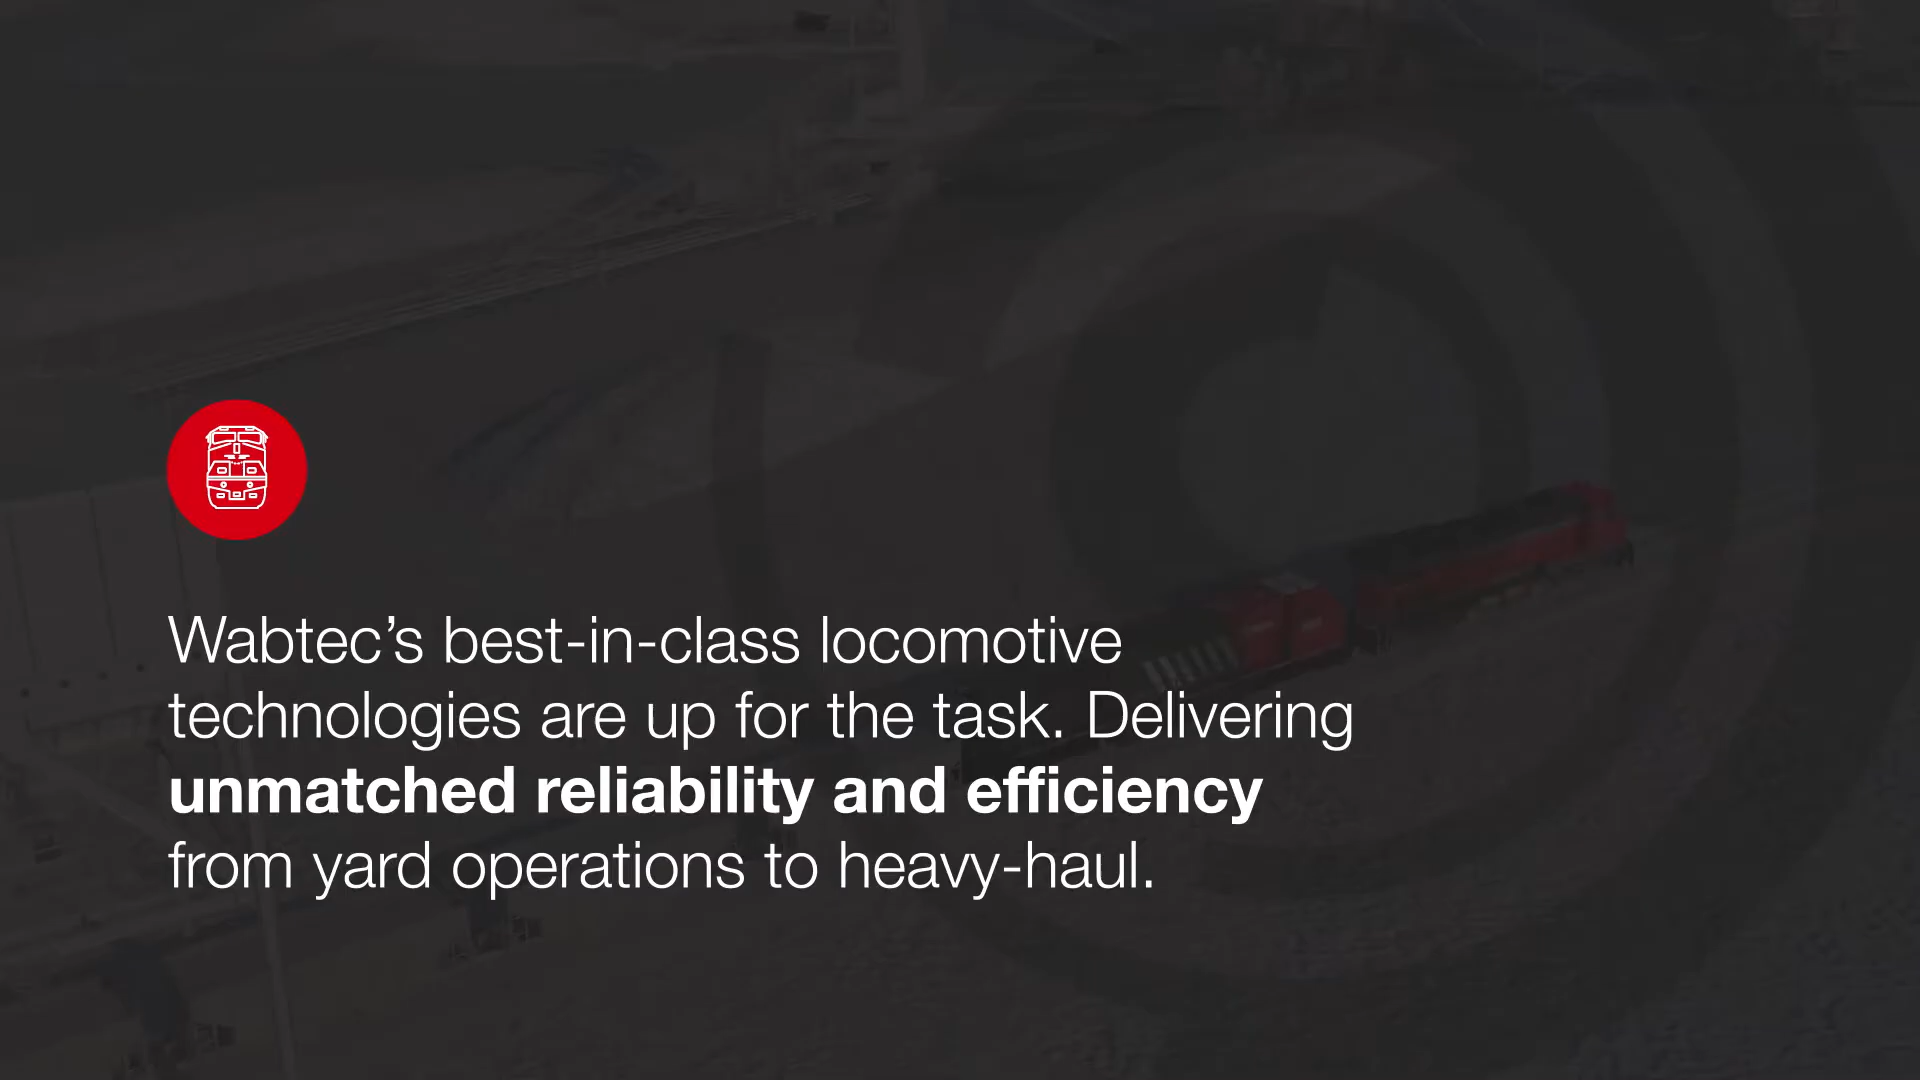 Wabtec’s best-in-class locomotive
technologies are up for the task. Delivering
unmatched reliability and efficiency
from yard operations to heavy-haul.